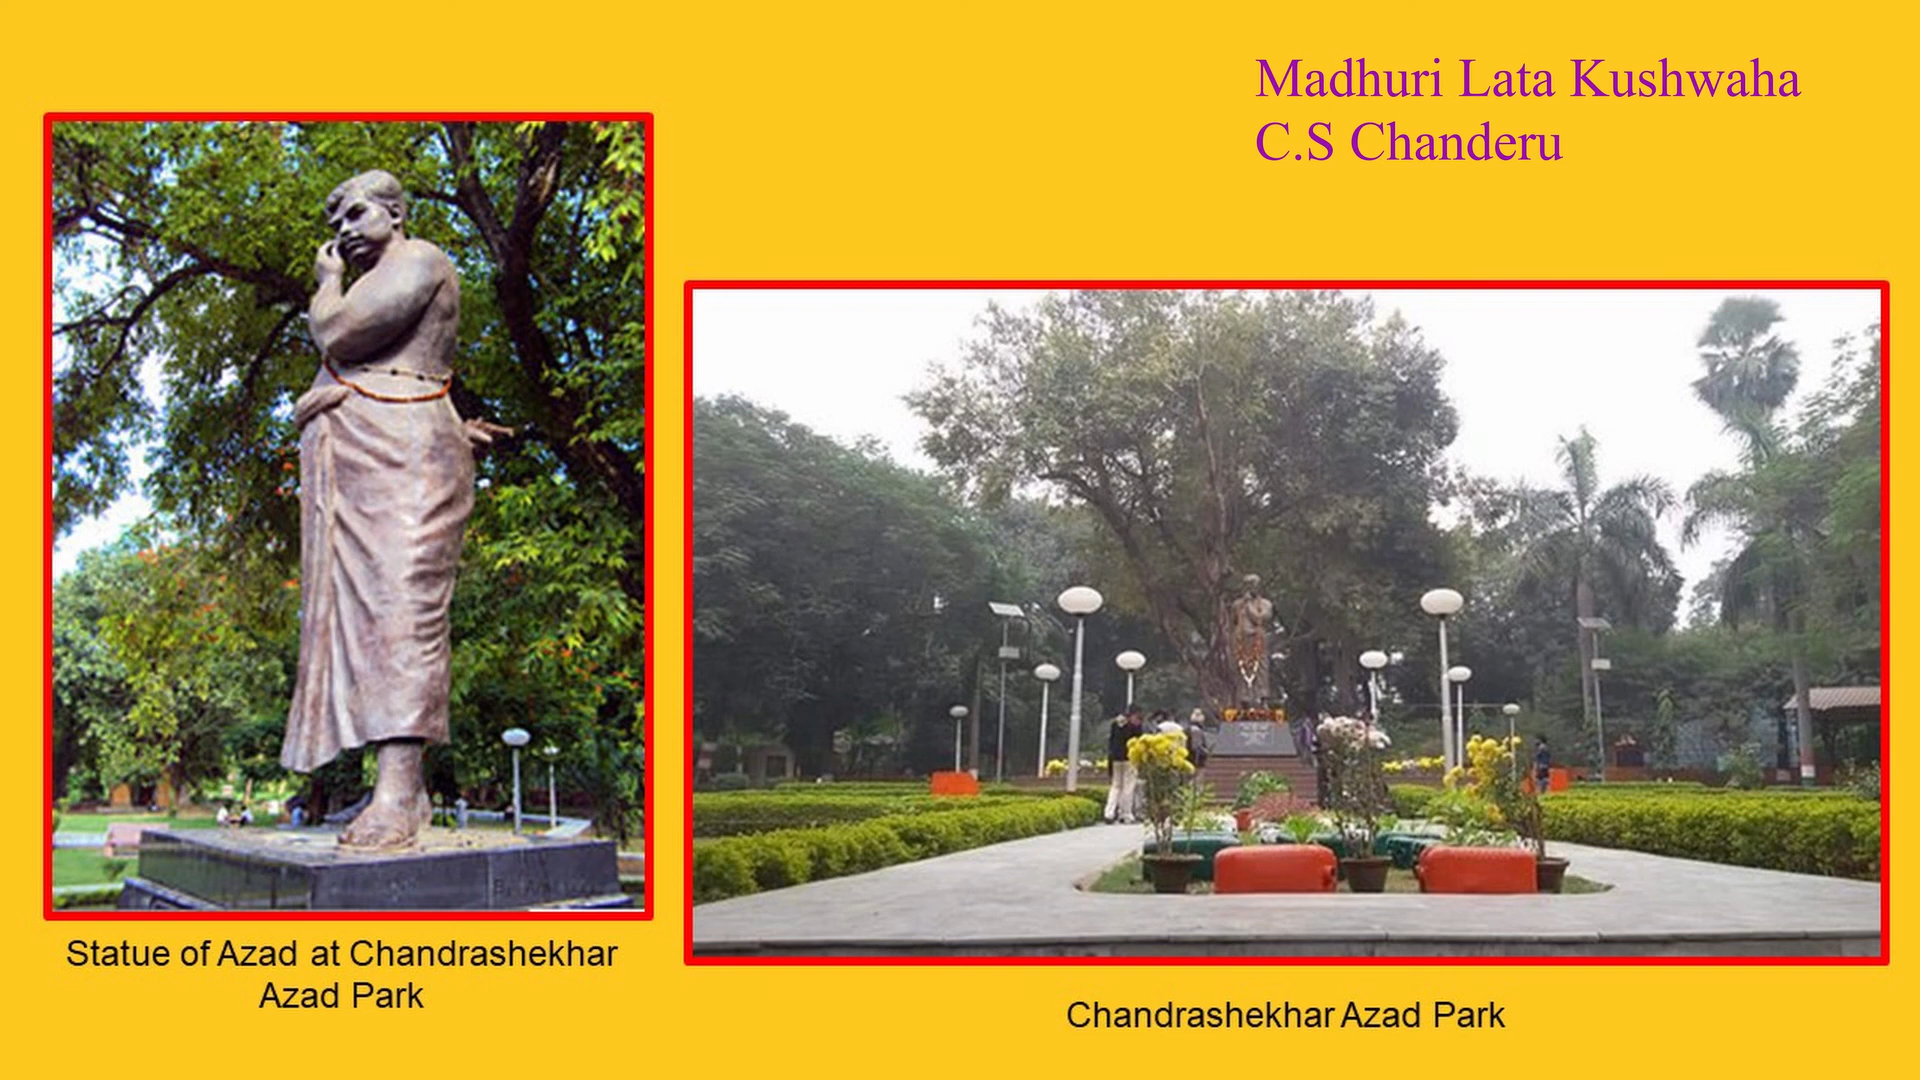 Madhuri Lata Kushwaha
C.S Chanderu
Statue of Azad at Chandrashekhar
Azad Park
Chandrashekhar Azad Park